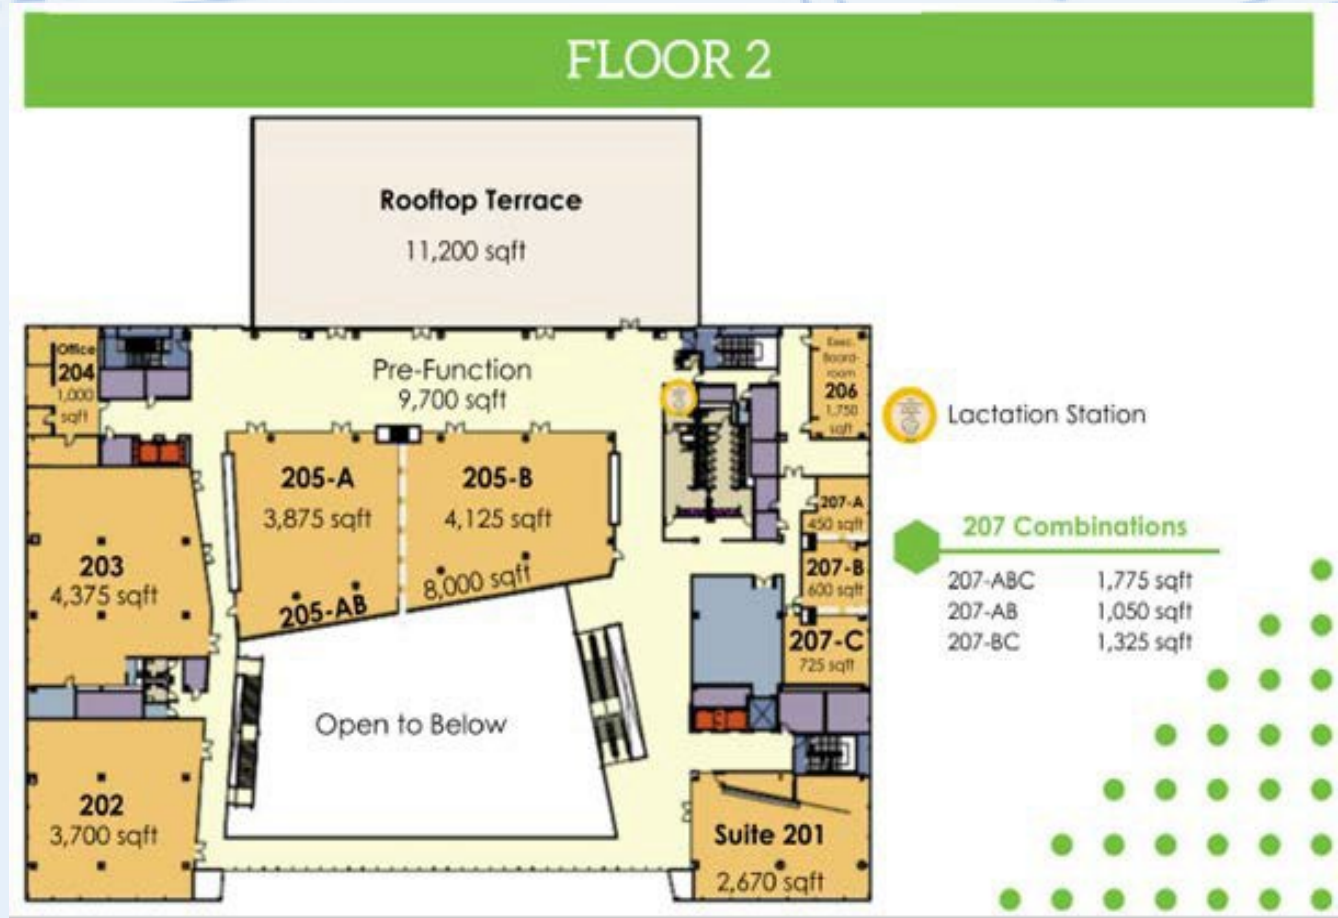 FLOOR 2
Rooftop Terrace
11,200 sqft
Pre-Function
9,700 sqft
Office
204
1,000
sqft
Exec.
Board-
room
206
1,750
sqft
Lactation Station
205-A
3,875 sqft
205-B
4,125 sqft
205-AB
8,000 sqft
203
4,375 sqft
207-A
450 sqft
207-B
600 sqft
207-C
725 sqft
207 Combinations
207-ABC 1,775 sqft
207-AB 1,050 sqft
207-BC 1,325 sqft
Open to Below
202
3,700 sqft
Suite 201
2,670 sqft